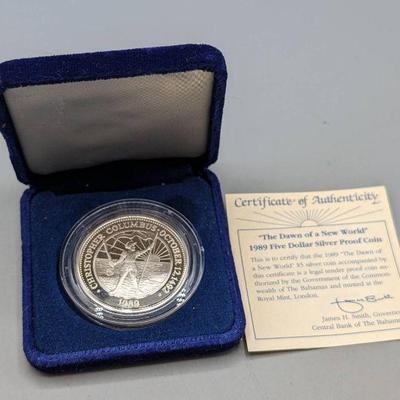 CHRISTOPHER COLUMBUS·OCTOBER 12, 1492
1989
Certificate of Authenticity
"The Dawn of a New World"
1989 Five Dollar Silver Proof Coin
This is to certify that the 1989 "The Dawn of
a New World" $5 silver coin accompanied by
this certificate is a legal tender proof coin au-
thorized by the Government of the Common-
wealth of The Bahamas and minted at the
Royal Mint, London.
James H. Smith, Governor
Central Bank of The Bahamas